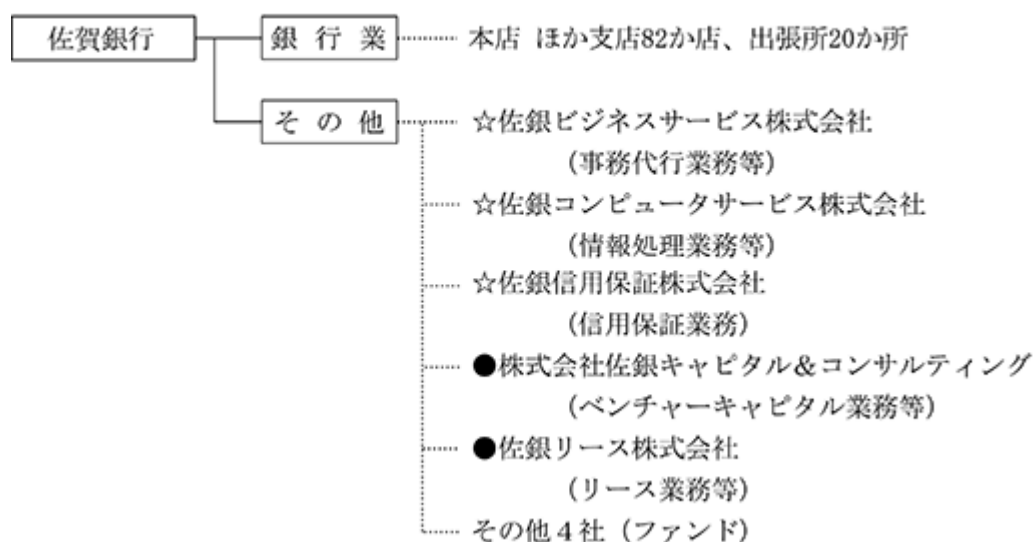 佐賀銀行 銀行業 本店 ほか支店82か店、出張所20か所
その他 ☆佐銀ビジネスサービス株式会社
(事務代行業務等)
☆佐銀コンピュータサービス株式会社
(情報処理業務等)
☆佐銀信用保証株式会社
(信用保証業務)
●株式会社佐銀キャピタル&コンサルティング
(ベンチャーキャピタル業務等)
●佐銀リース株式会社
(リース業務等)
その他4社(ファンド)